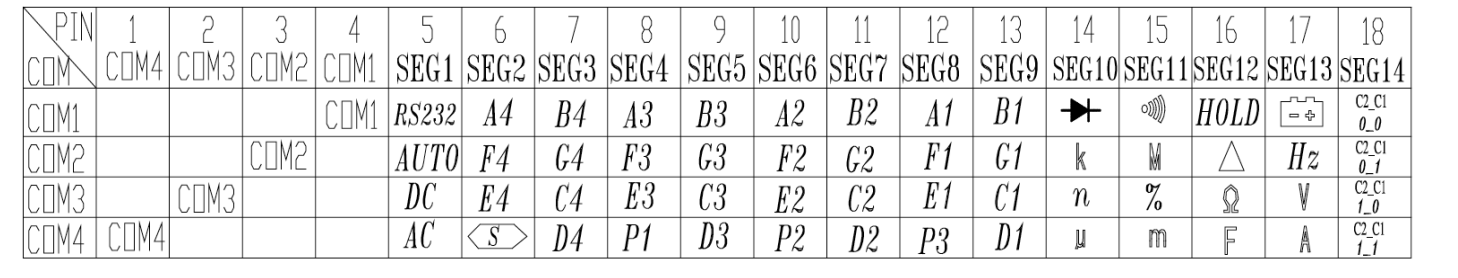 PIN 1 2 3 4 5 6 7 8 9 10 11 12 13 14 15 16 17 18
COM COM4 COM3 COM2 COM1 SEG1 SEG2 SEG3 SEG4 SEG5 SEG6 SEG7 SEG8 SEG9 SEG10 SEG11 SEG12 SEG13 SEG14
COM1 COM1 RS232 A4 B4 A3 B3 A2 B2 A1 B1 HOLD - + C2_C1 0_0
COM2 COM2 AUTO F4 G4 F3 G3 F2 G2 F1 G1 k M △ Hz C2_C1 0_1
COM3 COM3 DC E4 C4 E3 C3 E2 C2 E1 C1 n % Ω V C2_C1 1_0
COM4 COM4 AC S D4 P1 D3 P2 D2 P3 D1 µ m F A C2_C1 1_1